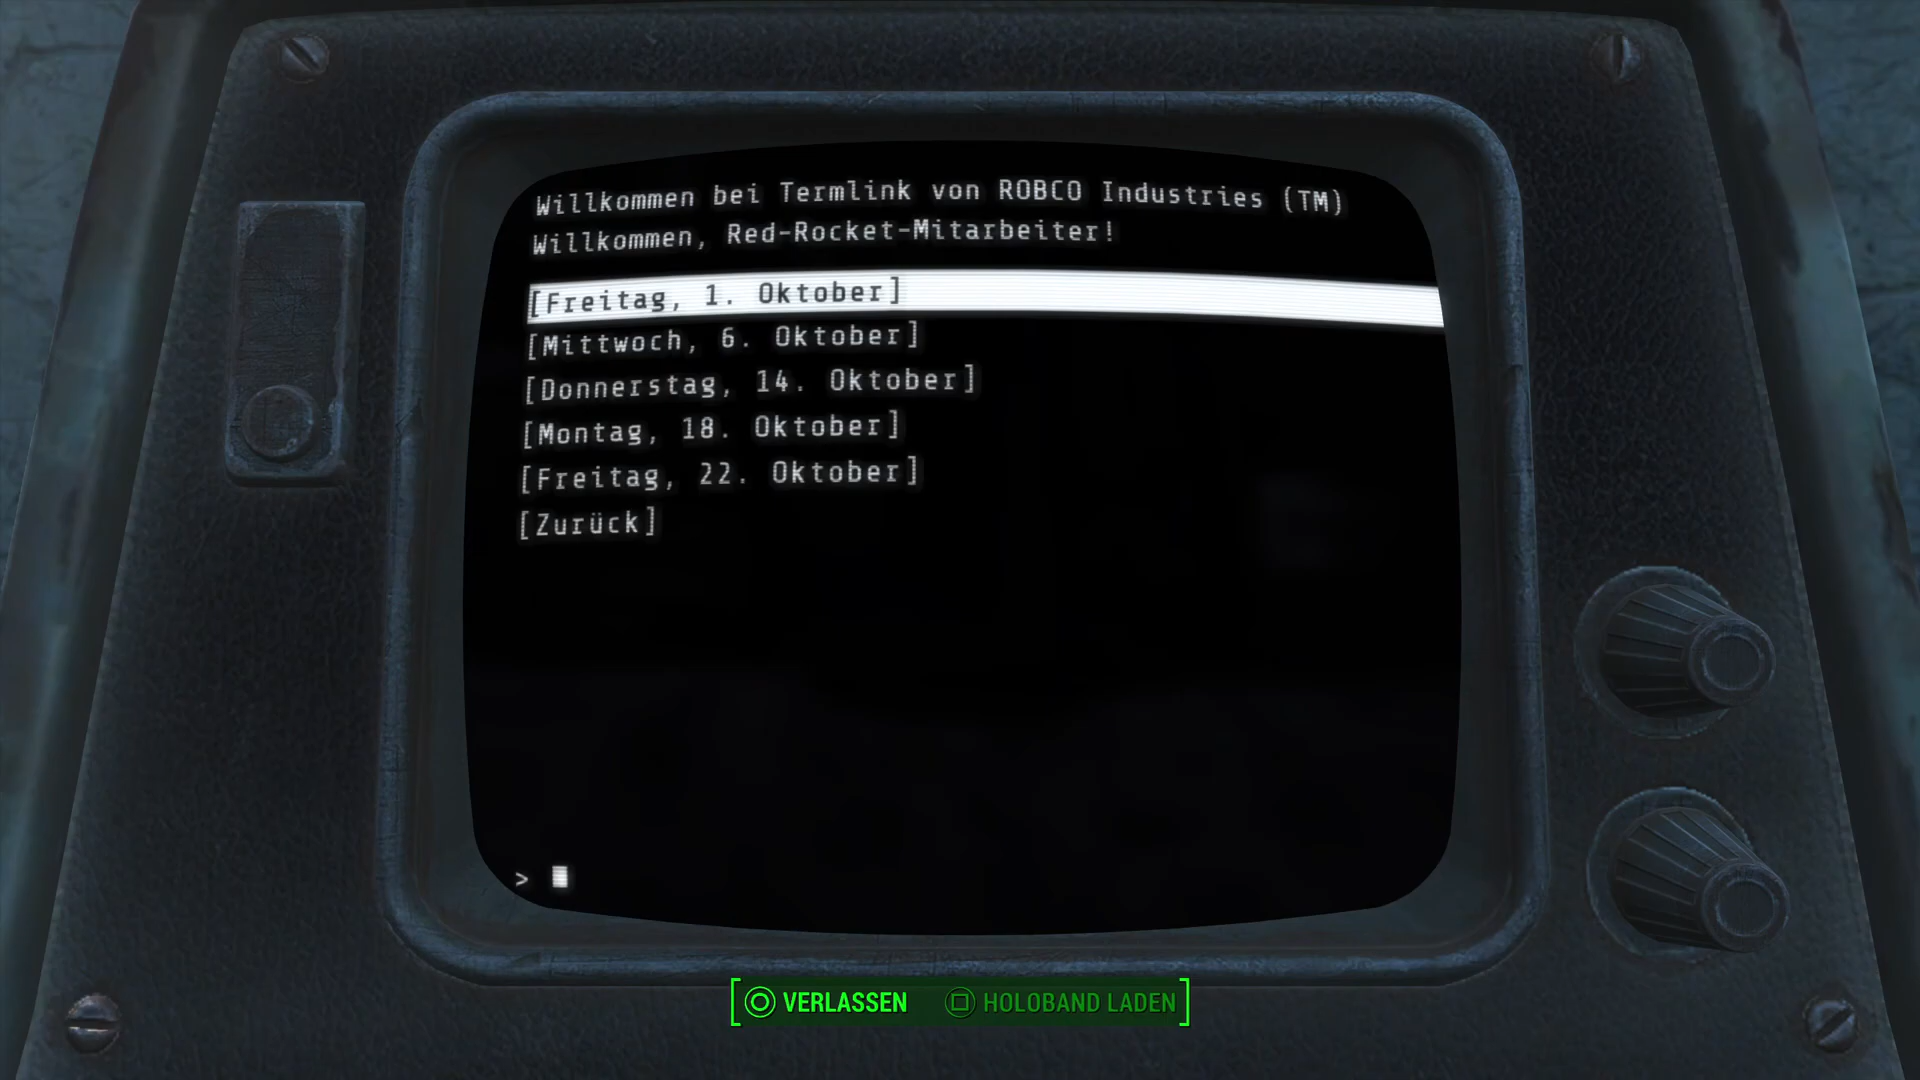 Willkommen bei Termlink von ROBCO Industries (TM)
Willkommen, Red-Rocket-Mitarbeiter!
[Freitag, 1. Oktober]
[Mittwoch, 6. Oktober]
[Donnerstag, 14. Oktober]
[Montag, 18. Oktober]
[Freitag, 22. Oktober]
[Zurück]
>
VERLASSEN HOLOBAND LADEN